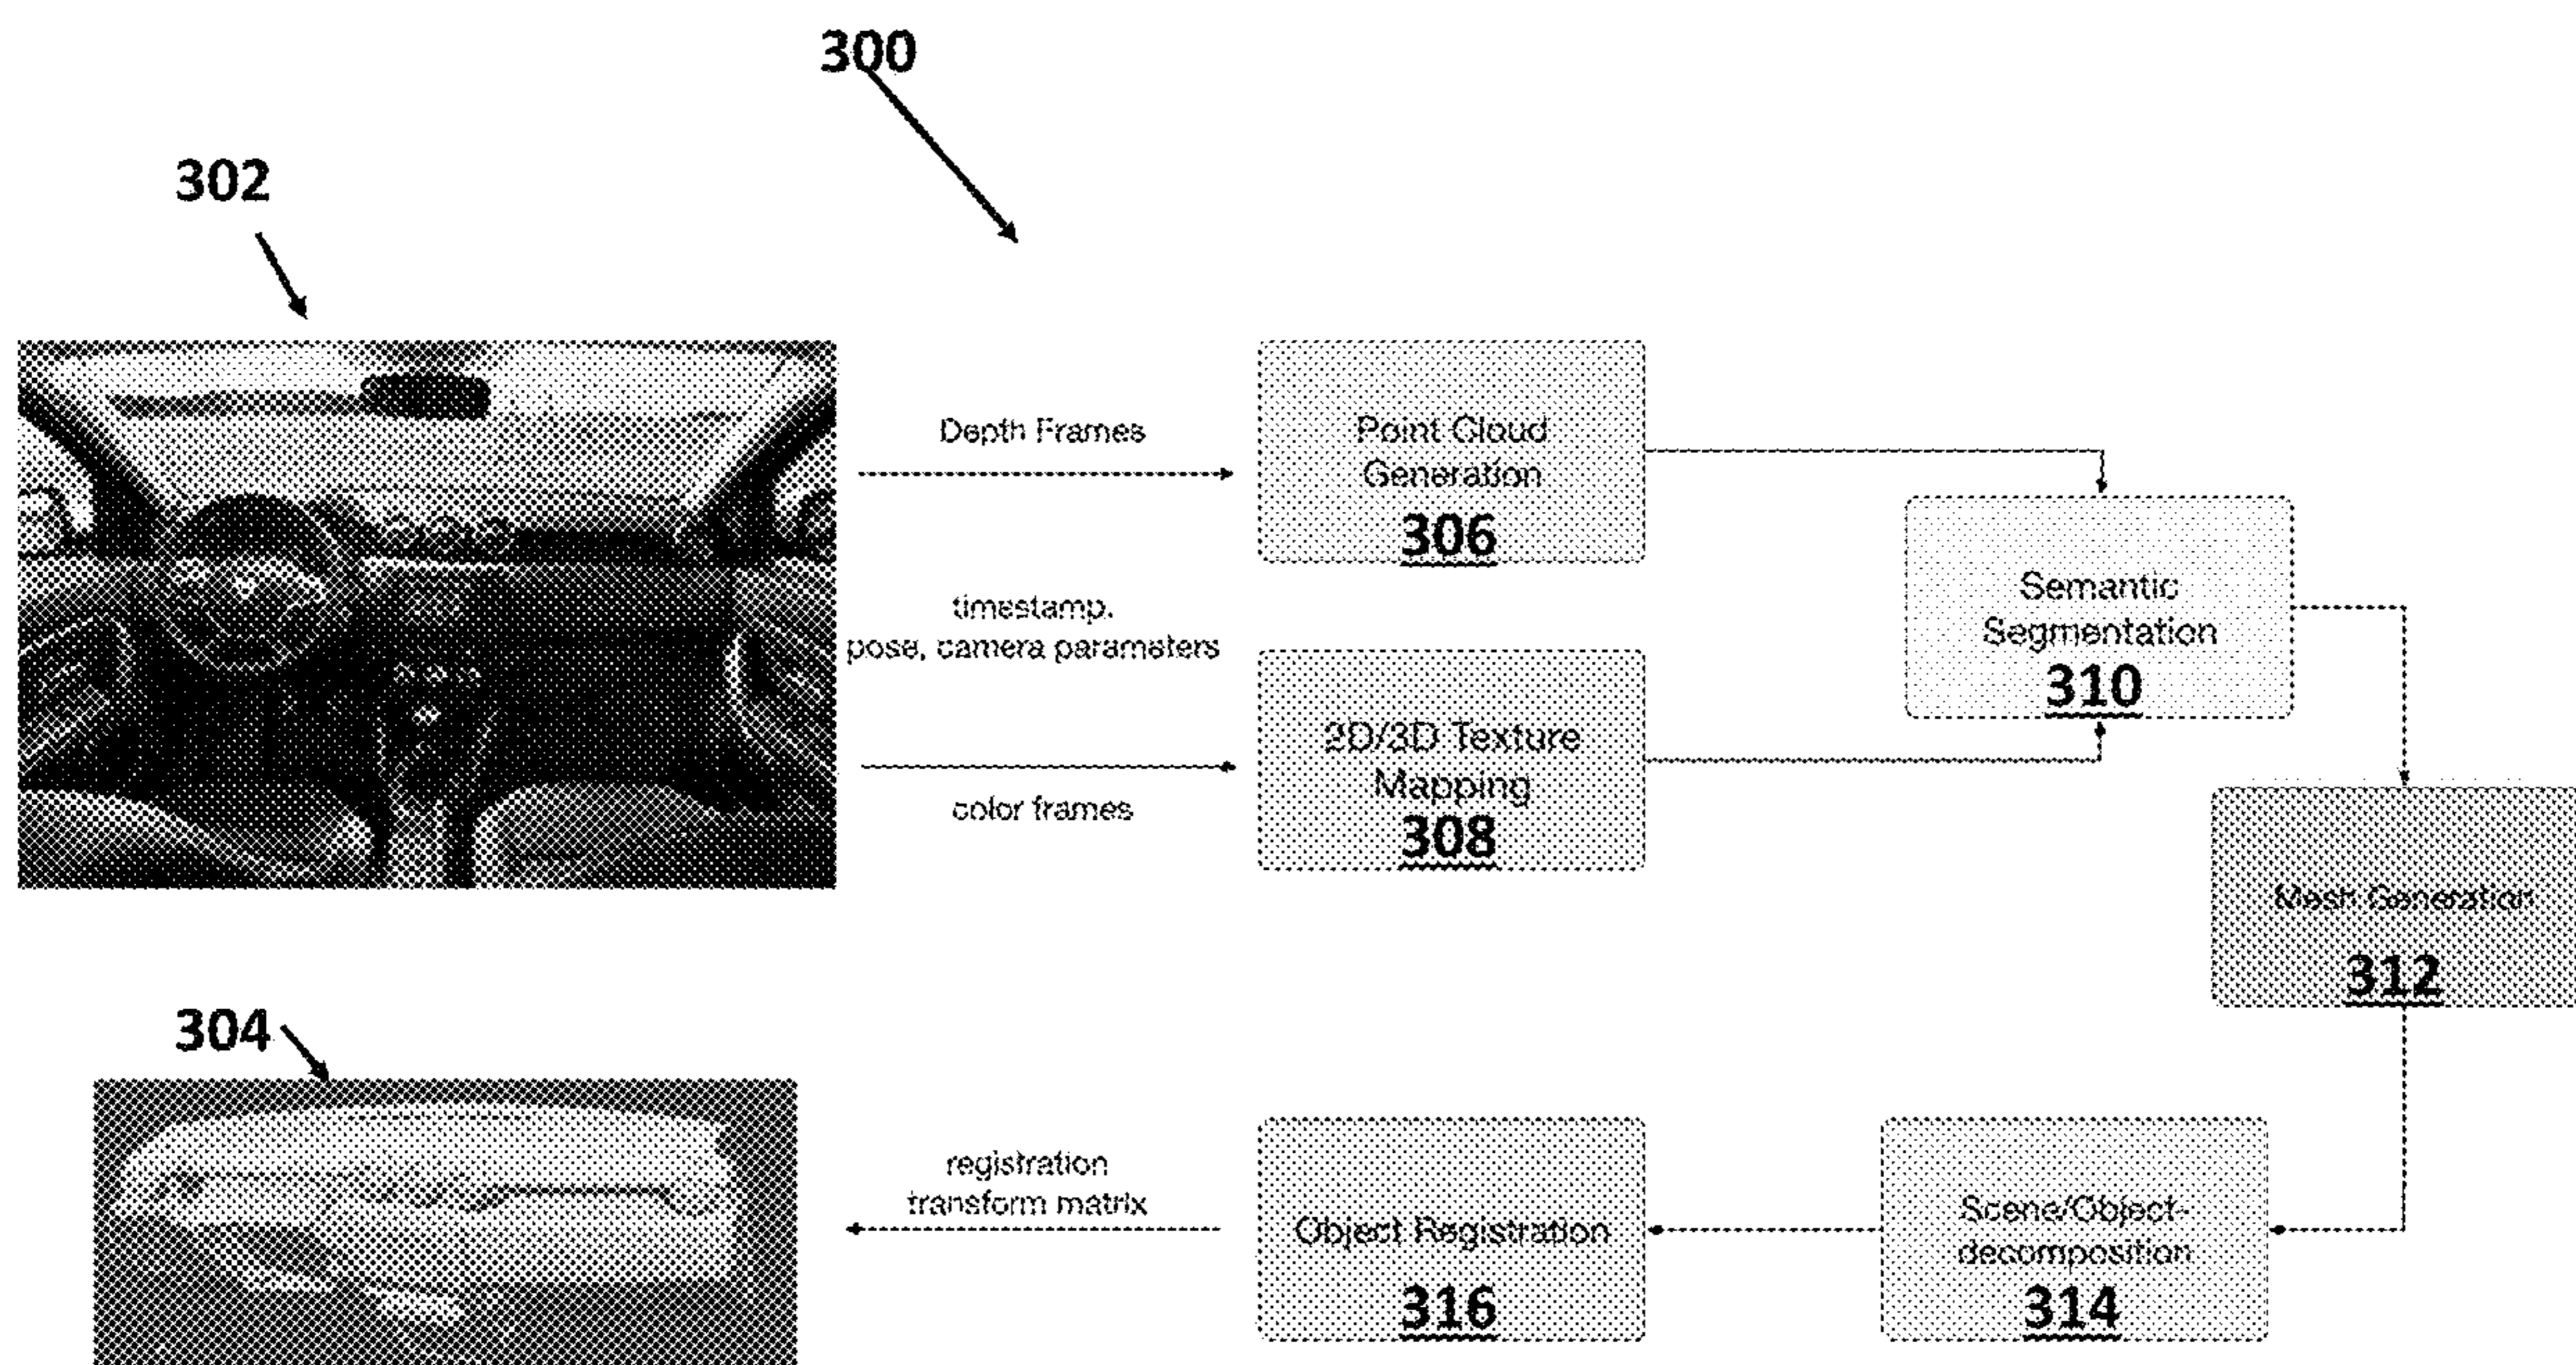 300
302
Depth Frames
Point Cloud
Generation
306
timestamp,
pose, camera parameters
Semantic
Segmentation
310
2D/3D Texture
Mapping
308
color frames
Mesh Generation
312
304
registration
transform matrix
Object Registration
316
Scene/Object-
decomposition
314